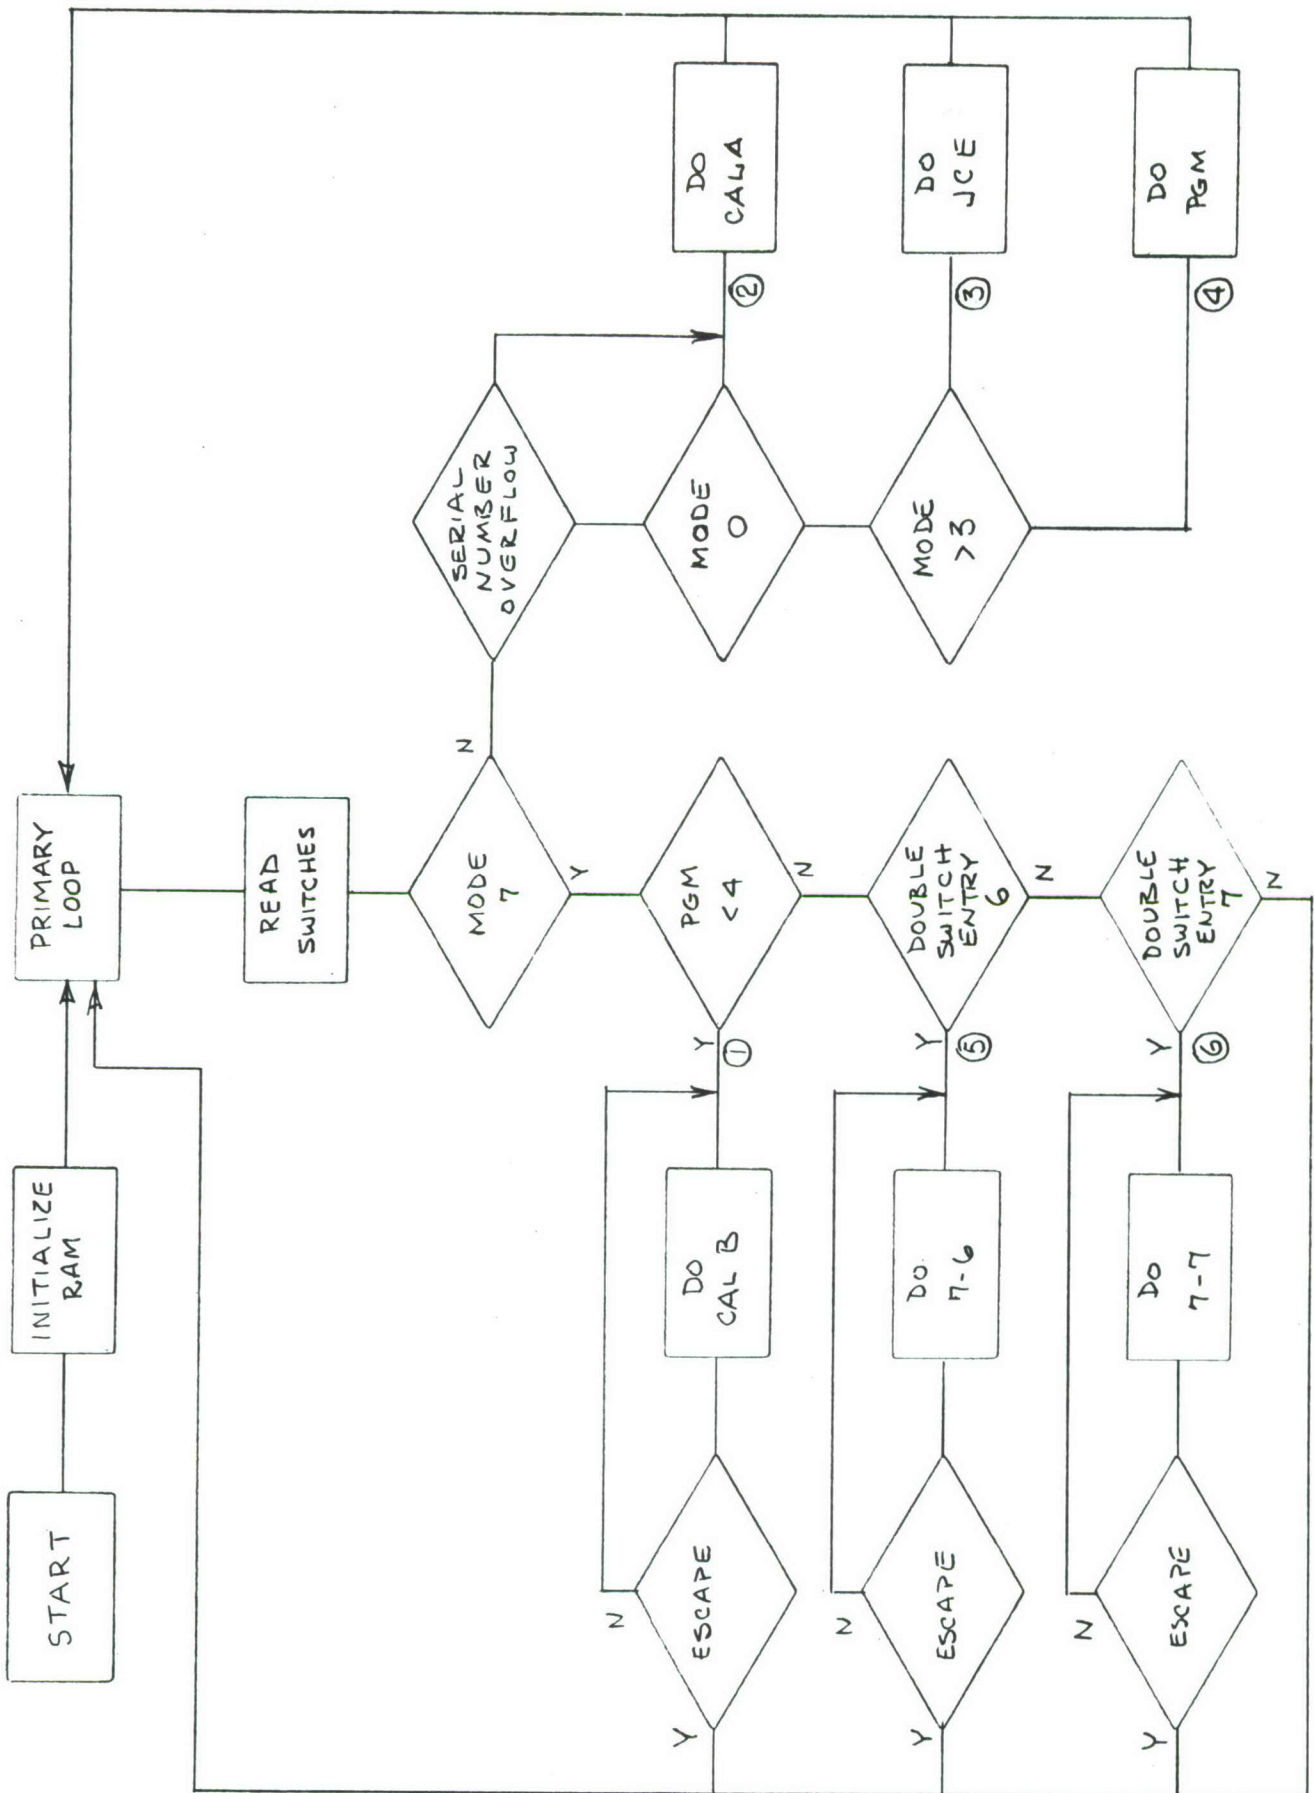 START
INITIALIZE
RAM
PRIMARY
LOOP
READ
SWITCHES
MODE
7
N
Y
SERIAL
NUMBER
OVERFLOW
MODE
0
②
DO
CALA
MODE
>3
③
DO
JCE
④
DO
PGM
PGM
<4
Y
①
N
DO
CAL B
ESCAPE
N
Y
DOUBLE
SWITCH
ENTRY
6
Y
⑤
N
DO
7-6
ESCAPE
N
Y
DOUBLE
SWITCH
ENTRY
7
Y
⑥
N
DO
7-7
ESCAPE
N
Y